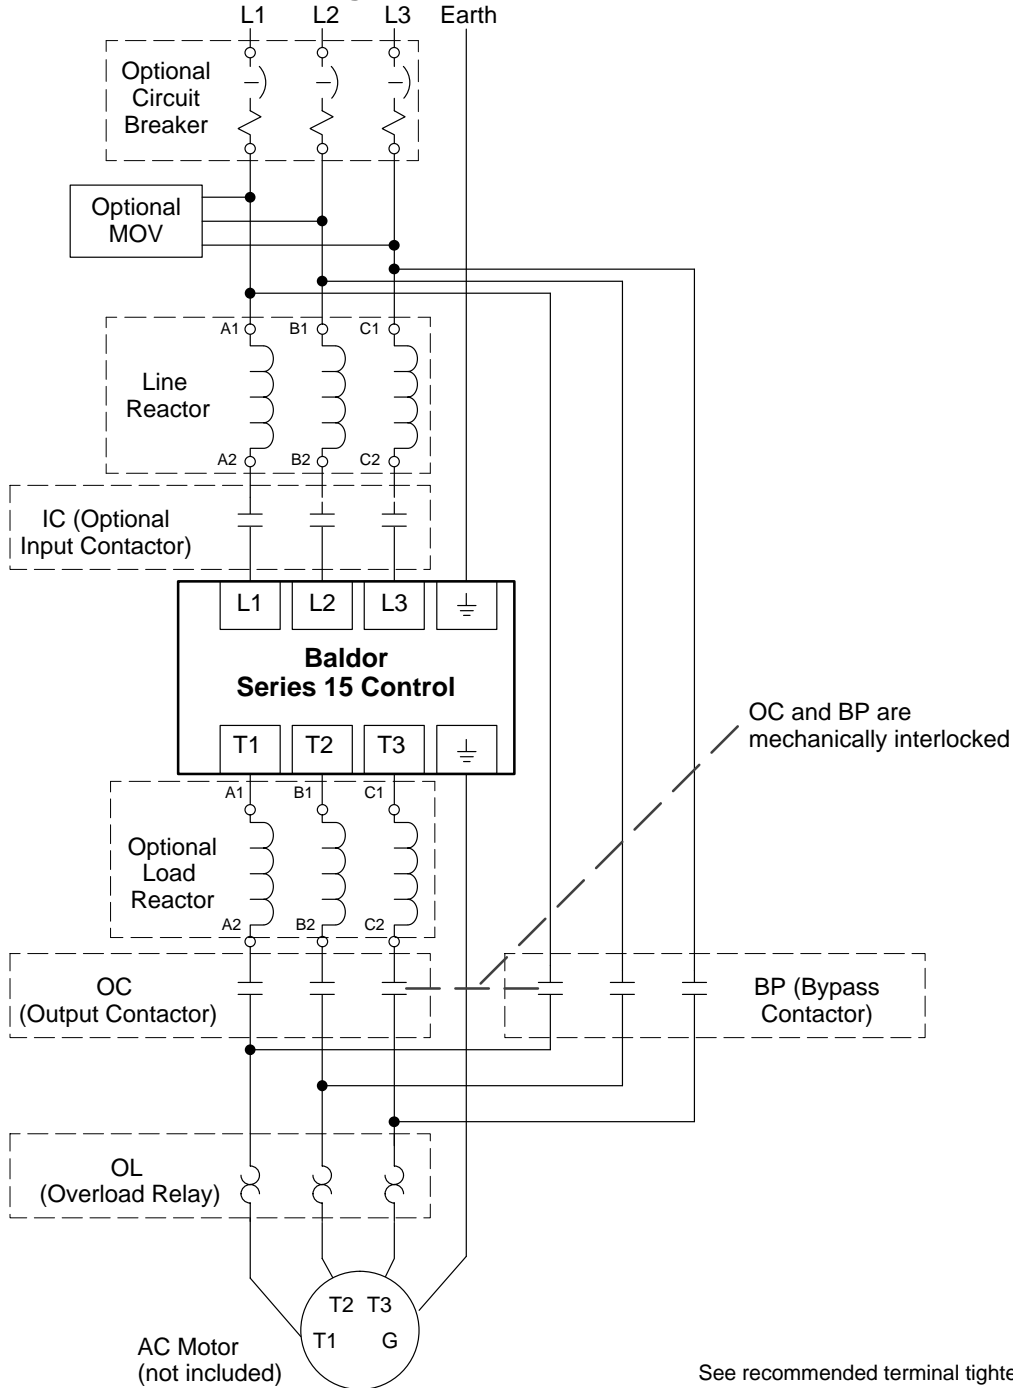 L1 L2 L3 Earth
Optional
Circuit
Breaker
Optional
MOV
A1 B1 C1
Line
Reactor
A2 B2 C2
IC (Optional
Input Contactor)
L1 L2 L3
Baldor
Series 15 Control
T1 T2 T3
OC and BP are
mechanically interlocked
A1 B1 C1
Optional
Load
Reactor
A2 B2 C2
OC
(Output Contactor)
BP (Bypass
Contactor)
OL
(Overload Relay)
T2 T3
T1 G
AC Motor
(not included)
See recommended terminal